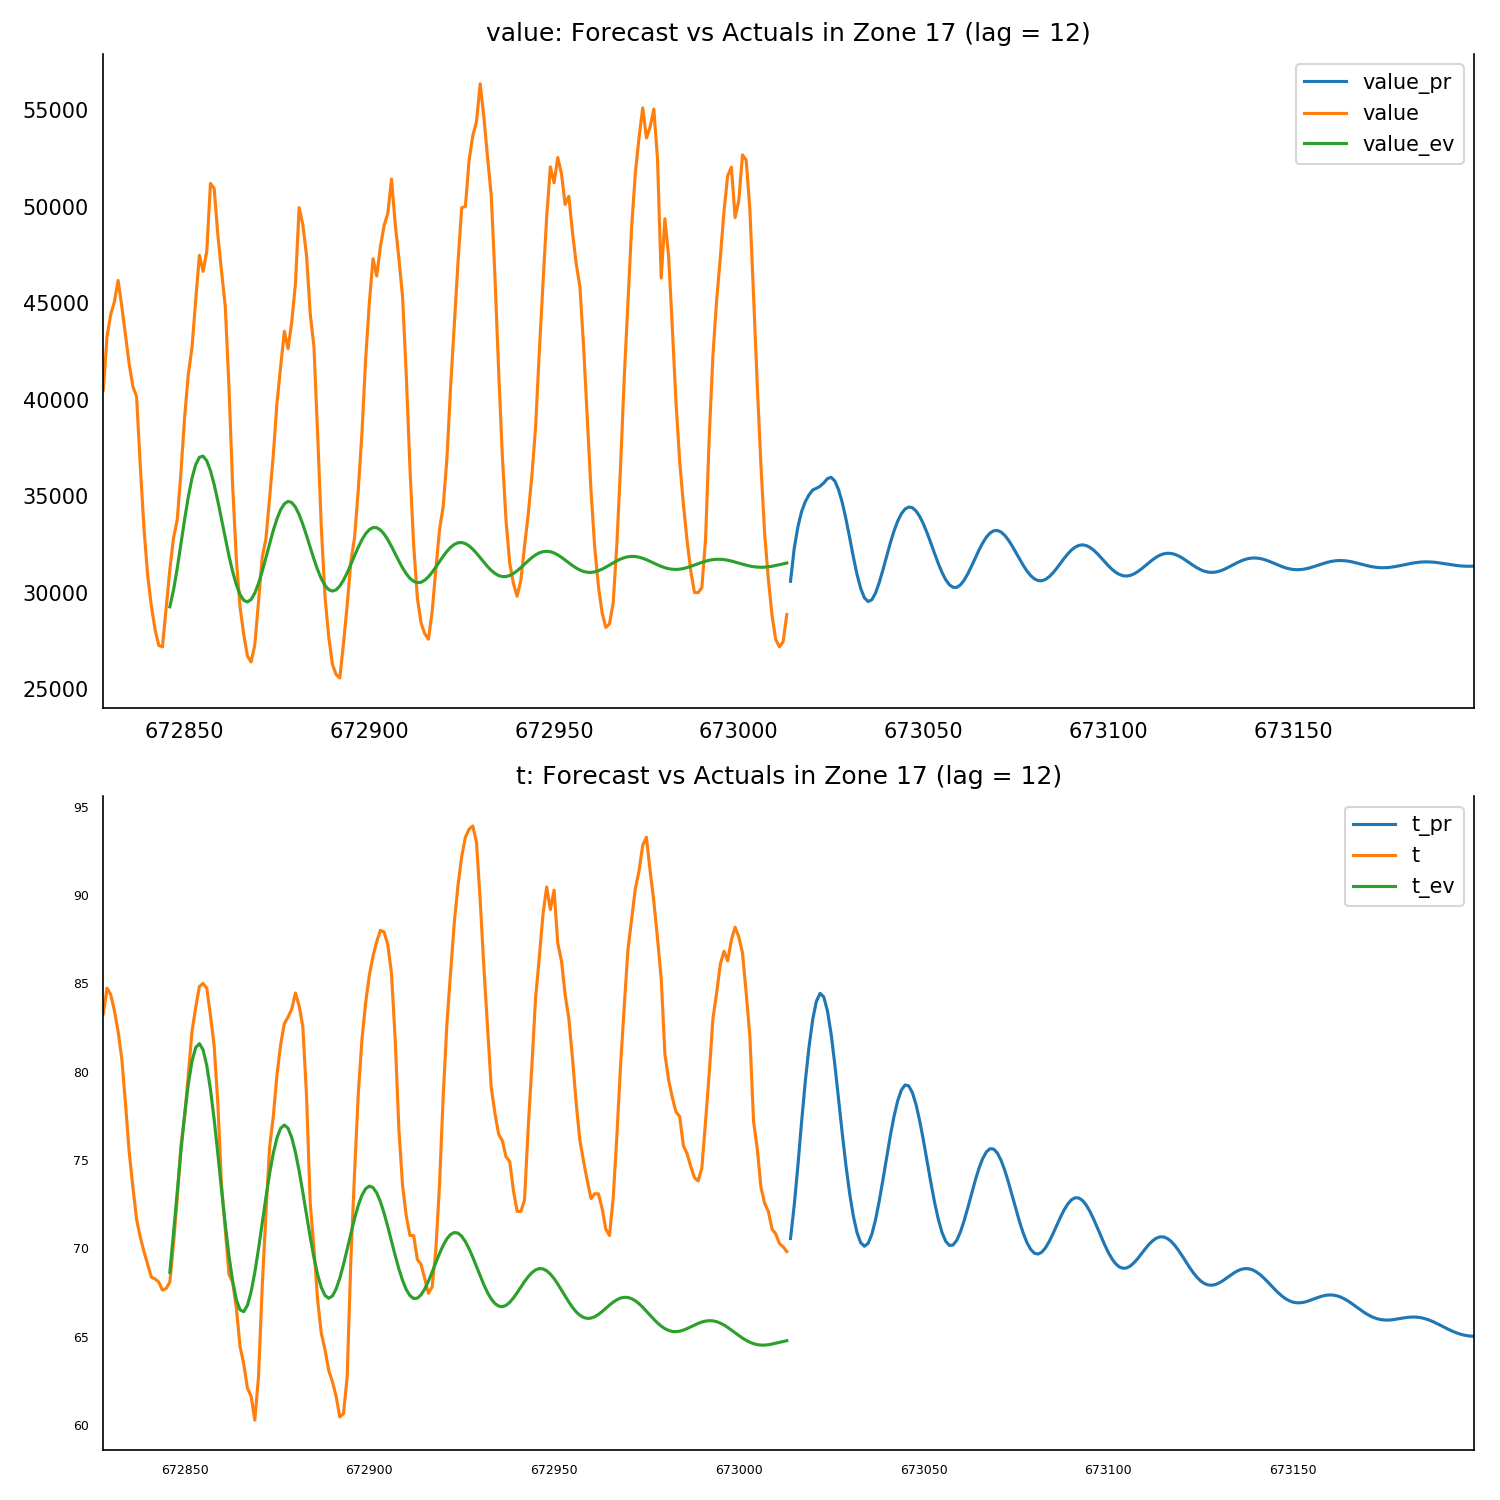 value: Forecast vs Actuals in Zone 17 (lag = 12)
value_pr
value
value_ev
55000
50000
45000
40000
35000
30000
25000
672850 672900 672950 673000 673050 673100 673150
t: Forecast vs Actuals in Zone 17 (lag = 12)
t_pr
t
t_ev
95
90
85
80
75
70
65
60
672850 672900 672950 673000 673050 673100 673150